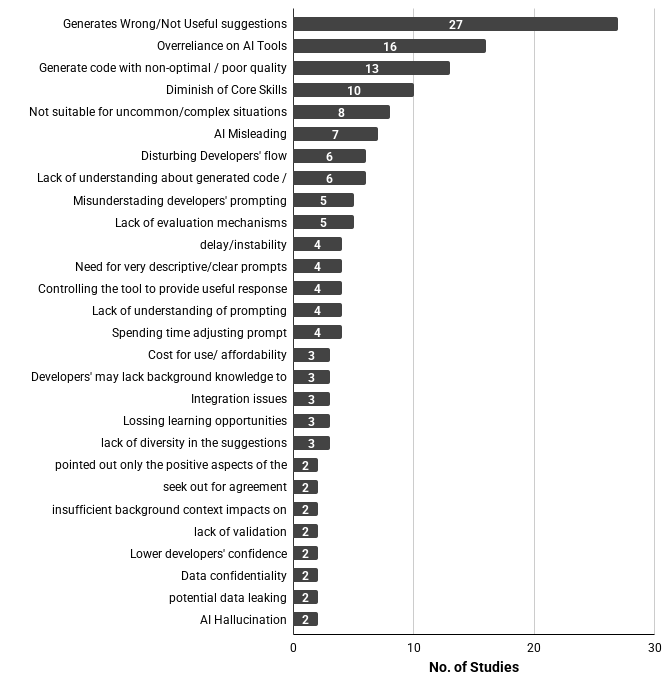 Generates Wrong/Not Useful suggestions 27
Overreliance on AI Tools 16
Generate code with non-optimal / poor quality 13
Diminish of Core Skills 10
Not suitable for uncommon/complex situations 8
AI Misleading 7
Disturbing Developers' flow 6
Lack of understanding about generated code / 6
Misunderstading developers' prompting 5
Lack of evaluation mechanisms 5
delay/instability 4
Need for very descriptive/clear prompts 4
Controlling the tool to provide useful response 4
Lack of understanding of prompting 4
Spending time adjusting prompt 4
Cost for use/ affordability 3
Developers' may lack background knowledge to 3
Integration issues 3
Lossing learning opportunities 3
lack of diversity in the suggestions 3
pointed out only the positive aspects of the 2
seek out for agreement 2
insufficient background context impacts on 2
lack of validation 2
Lower developers' confidence 2
Data confidentiality 2
potential data leaking 2
AI Hallucination 2
0 10 20 30
No. of Studies